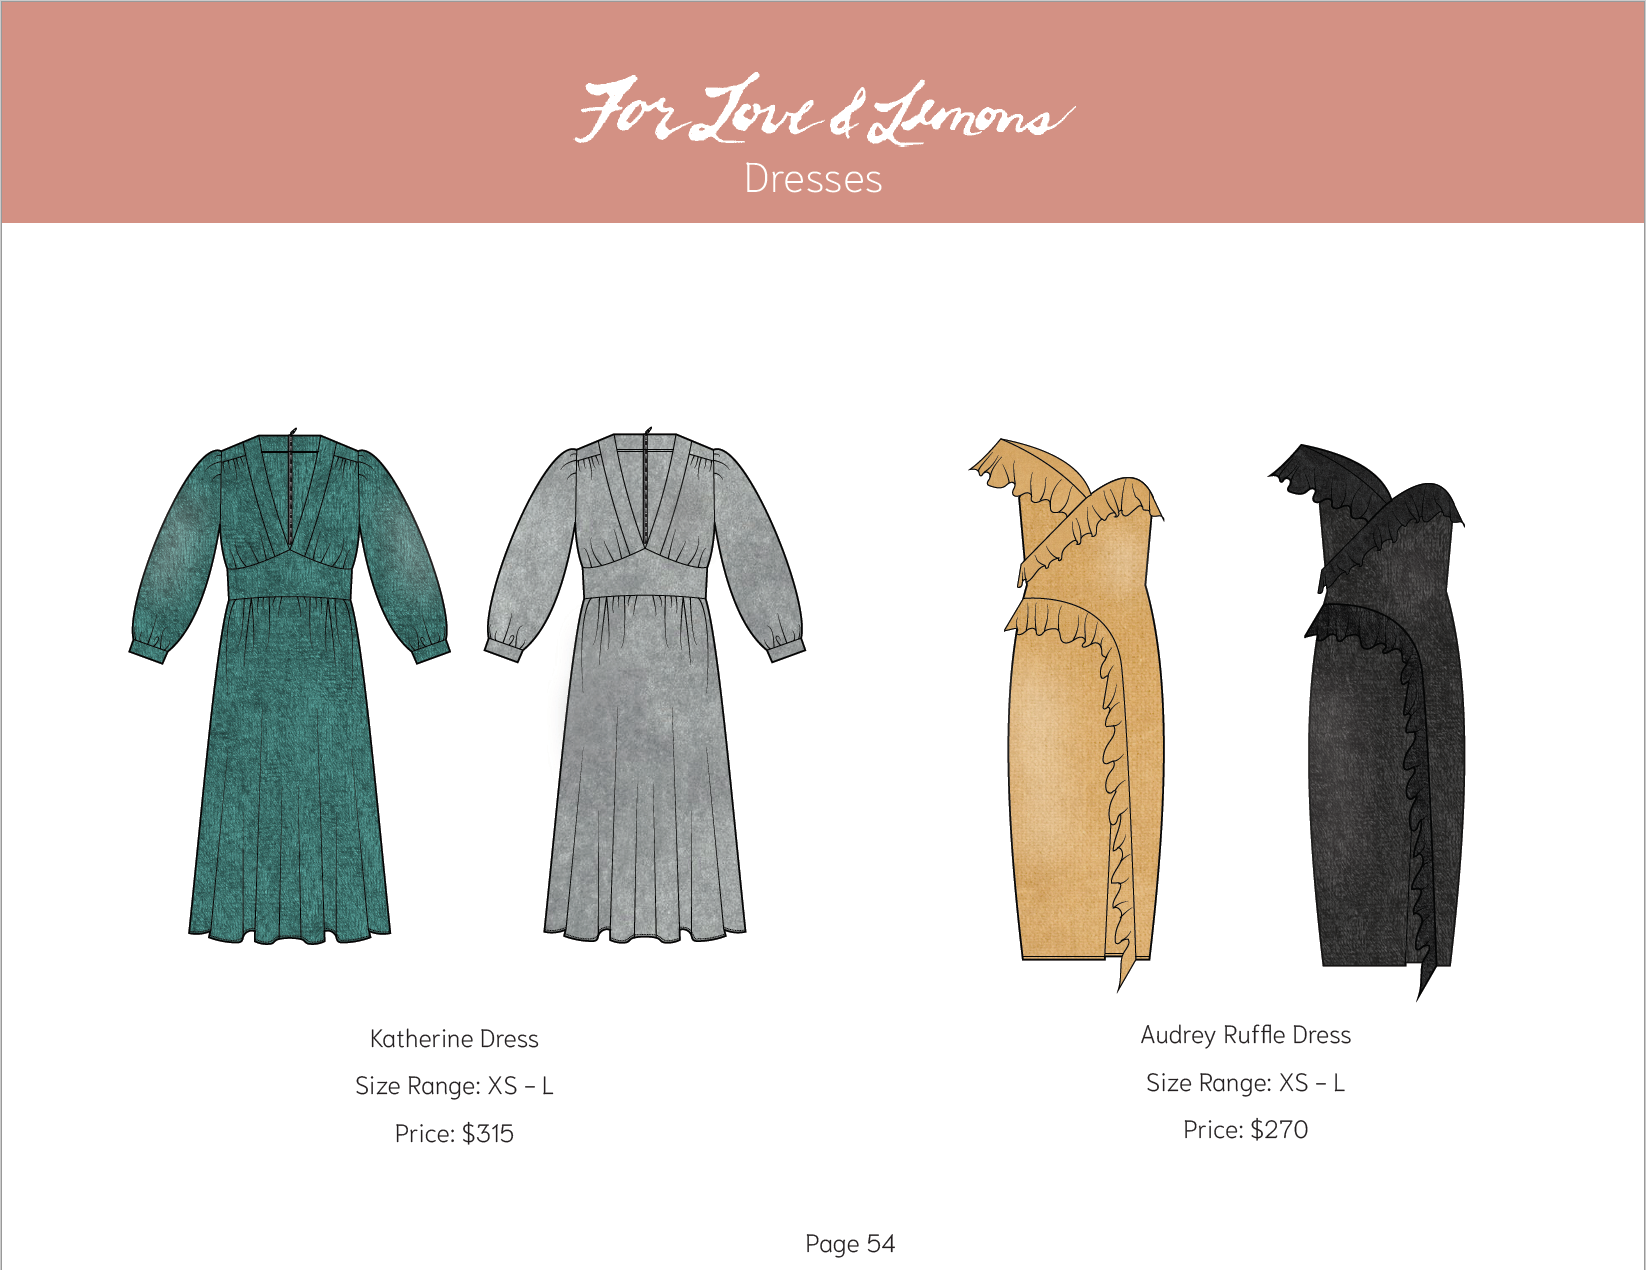 For Love & Lemons
Dresses
Katherine Dress
Size Range: XS – L
Price: $315
Audrey Ruffle Dress
Size Range: XS – L
Price: $270
Page 54